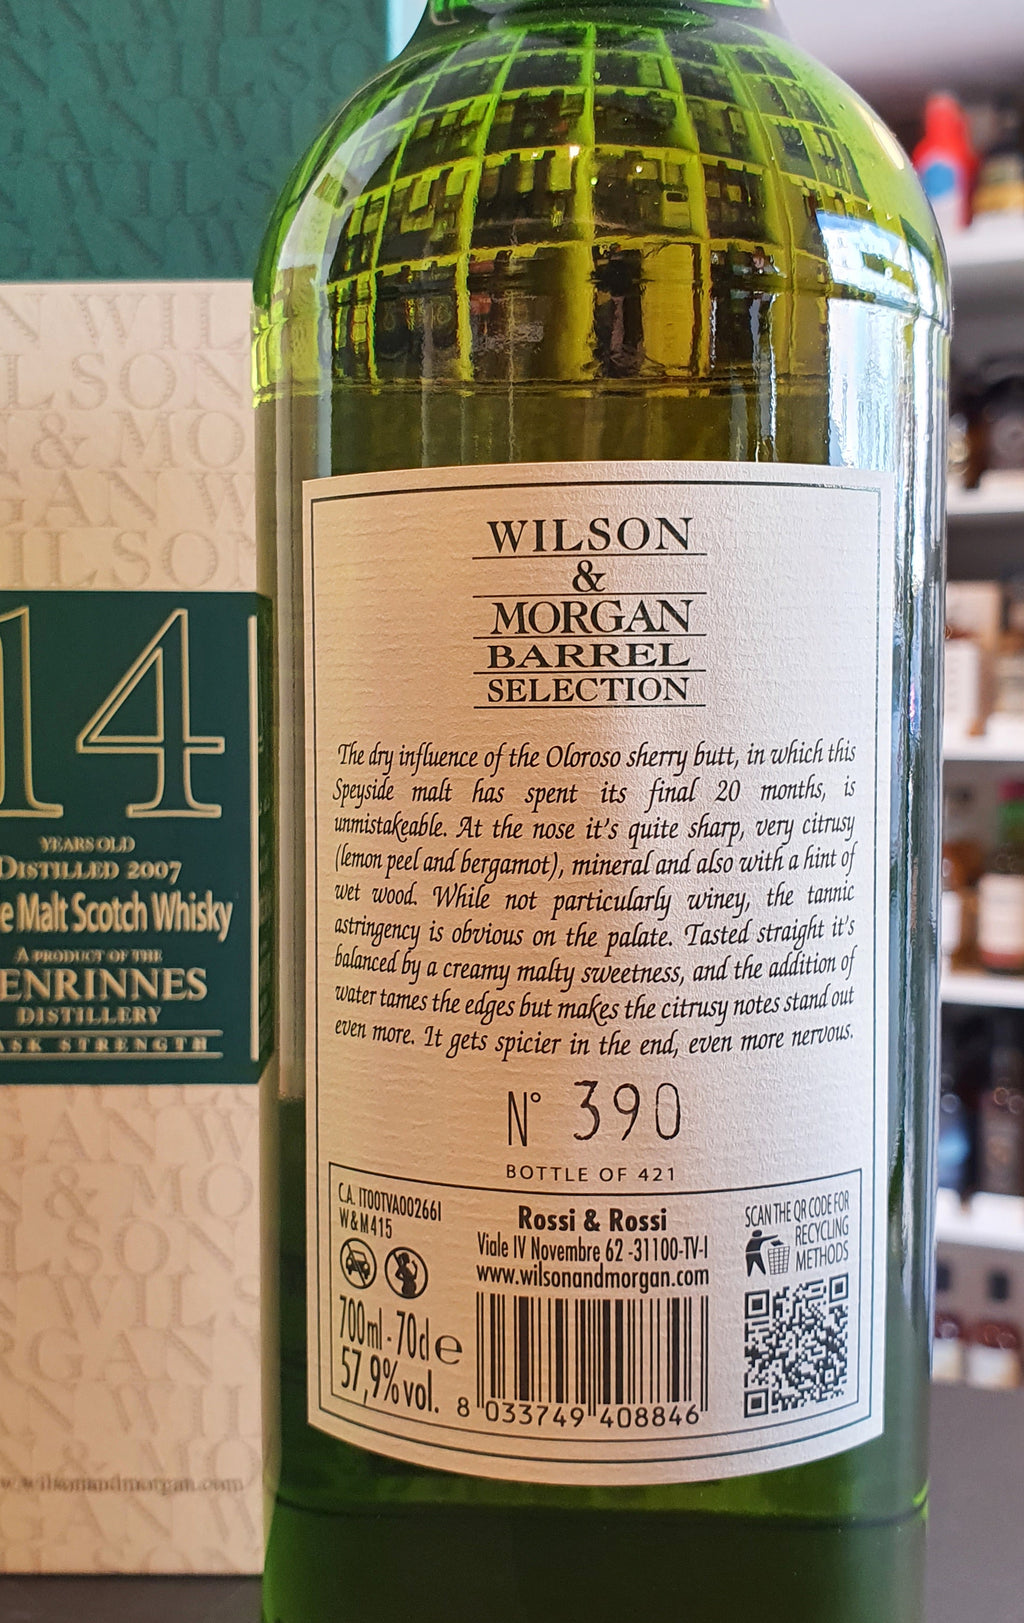 WILSON
&
MORGAN
BARREL
SELECTION
The dry influence of the Oloroso sherry butt, in which this
Speyside malt has spent its final 20 months, is
unmistakeable. At the nose it's quite sharp, very citrusy
(lemon peel and bergamot), mineral and also with a hint of
wet wood. While not particularly winey, the tannic
astringency is obvious on the palate. Tasted straight it's
balanced by a creamy malty sweetness, and the addition of
water tames the edges but makes the citrusy notes stand out
even more. It gets spicier in the end, even more nervous.
N° 390
BOTTLE OF 421
C.A. IT00TVA00266I
W&M415
700ml - 70cl e
57,9% vol.
Rossi & Rossi
Viale IV Novembre 62 -31100-TV-I
www.wilsonandmorgan.com
8 033749 408846
SCAN THE QR CODE FOR
RECYCLING
METHODS
14
YEARS OLD
DISTILLED 2007
Malt Scotch Whisky
A PRODUCT OF THE
ENRINNES
DISTILLERY
ASK STRENGTH
www.wilsonandmorgan.com